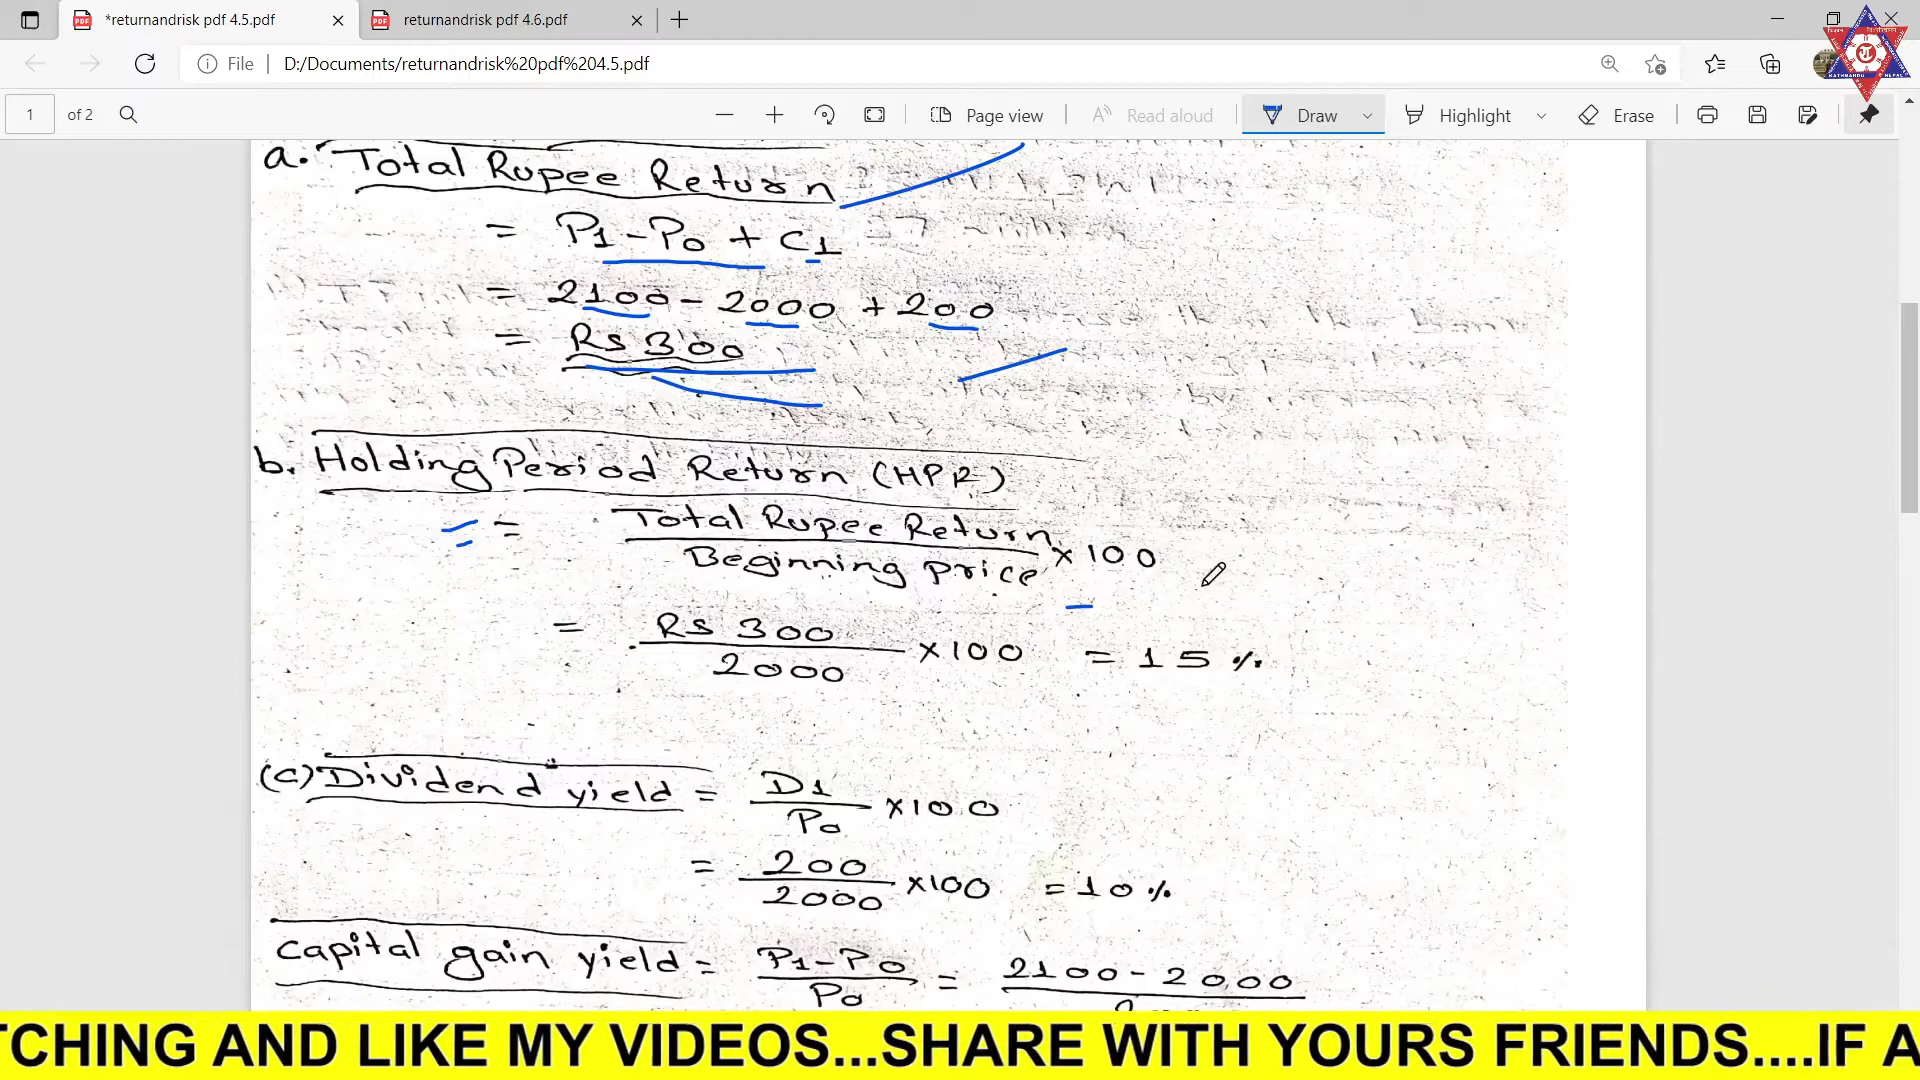 *returnandrisk pdf 4.5.pdf
returnandrisk pdf 4.6.pdf
File
D:/Documents/returnandrisk%20pdf%204.5.pdf
1 of 2
Page view
Read aloud
Draw
Highlight
Erase
a. Total Rupee Return
= P1 - P0 + C1
= 2100 - 2000 + 200
= Rs 300
b. Holding Period Return (HPR)
= Total Rupee Return / Beginning price × 100
= Rs 300 / 2000 × 100 = 15 %
(C) Dividend yield = D1 / P0 × 100
= 200 / 2000 × 100 = 10 %
capital gain yield = P1 - P0 / P0 = 2100 - 2000
TCHING AND LIKE MY VIDEOS...SHARE WITH YOURS FRIENDS....IF A